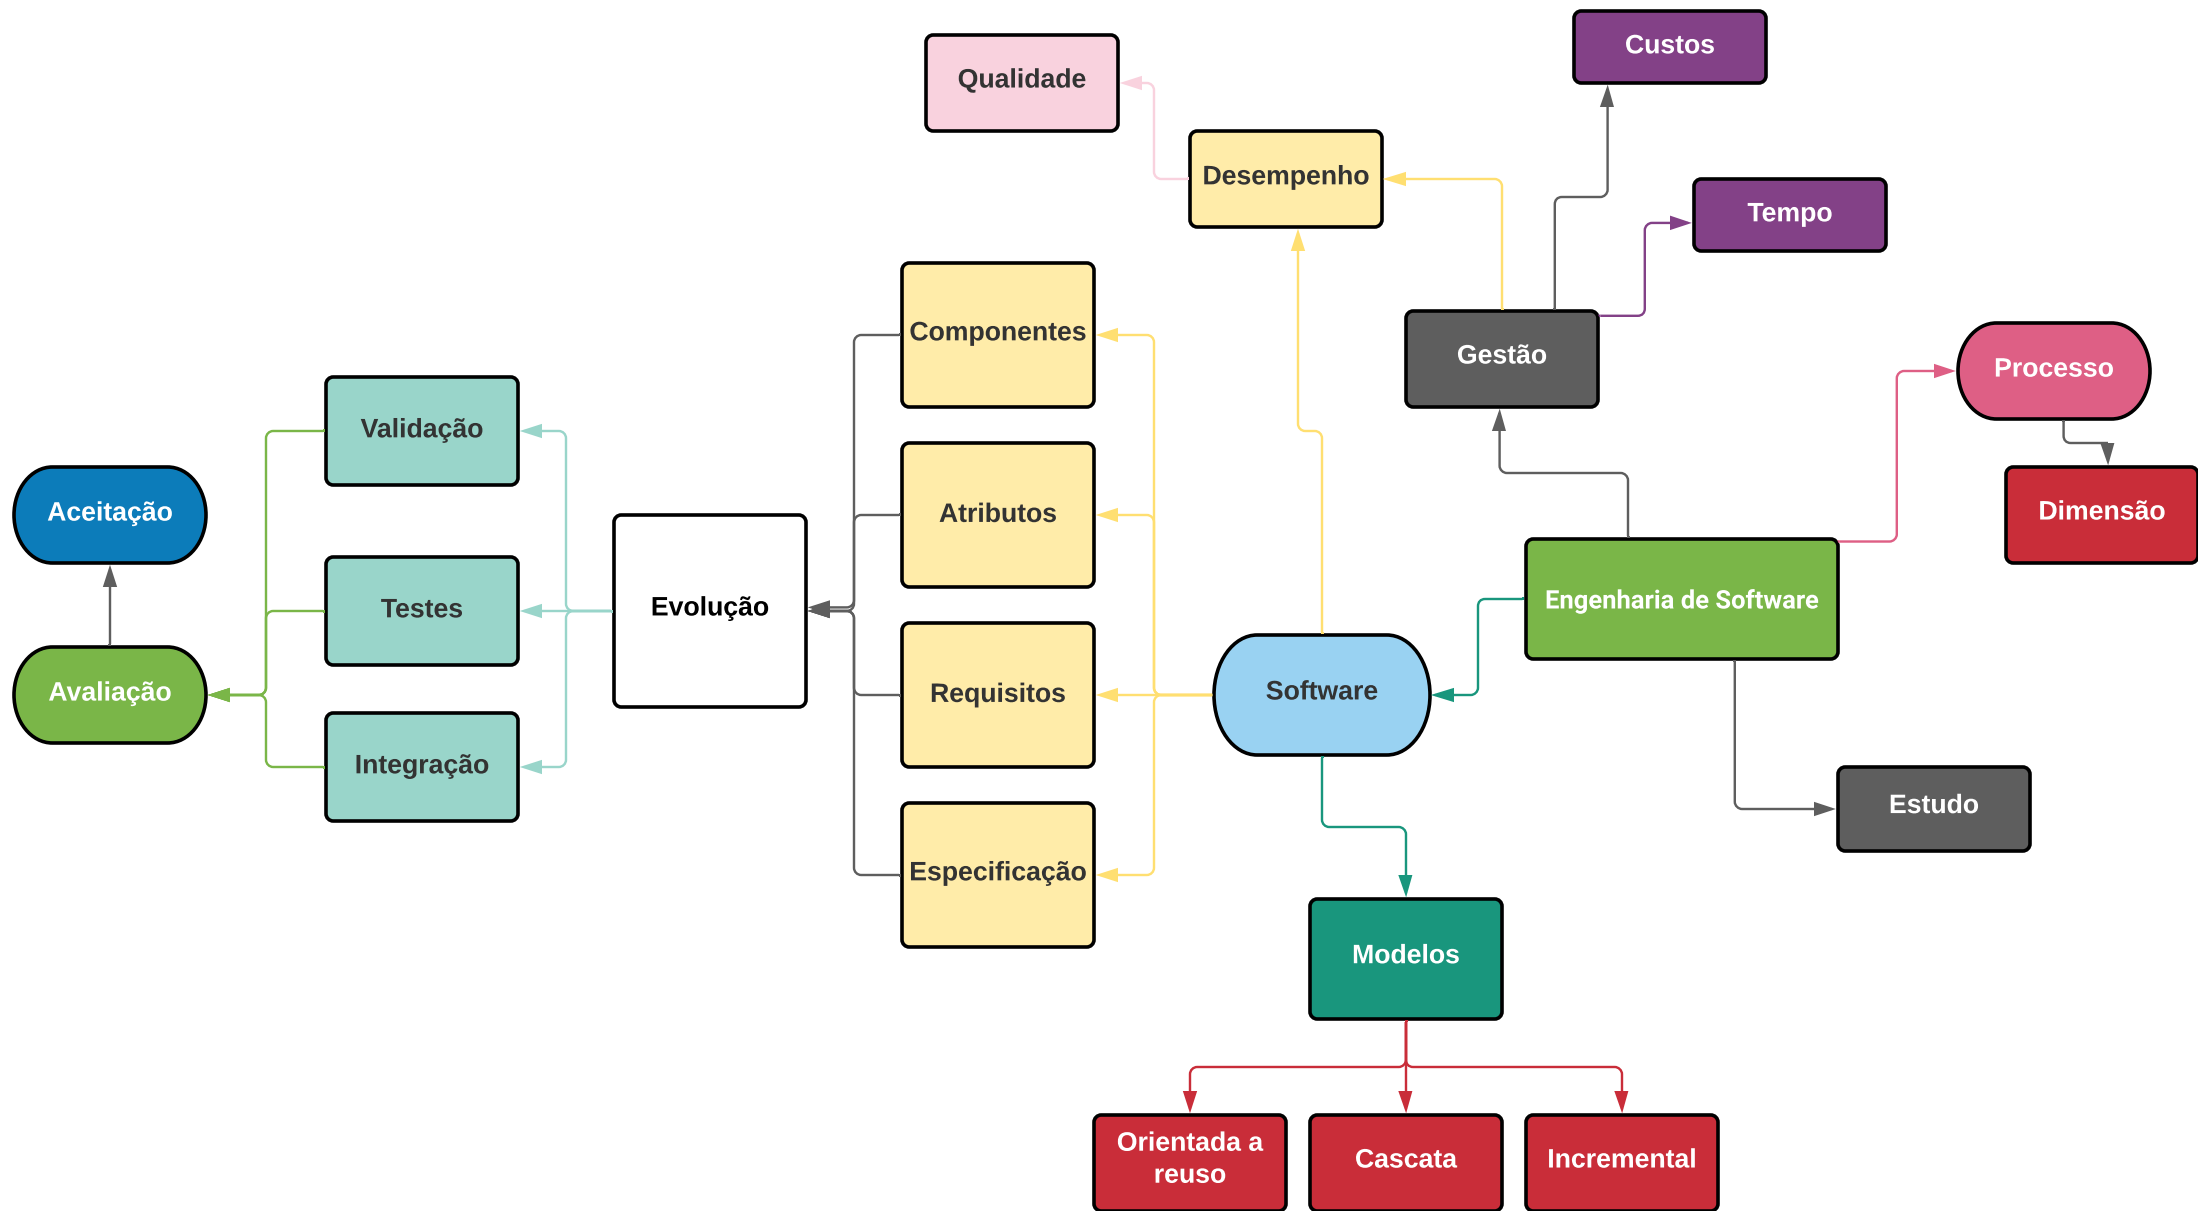 Custos
Qualidade
Desempenho
Tempo
Componentes
Gestão
Processo
Validação
Aceitação
Atributos
Dimensão
Testes
Evolução
Engenharia de Software
Avaliação
Requisitos
Software
Integração
Estudo
Especificação
Modelos
Orientada a
reuso
Cascata
Incremental